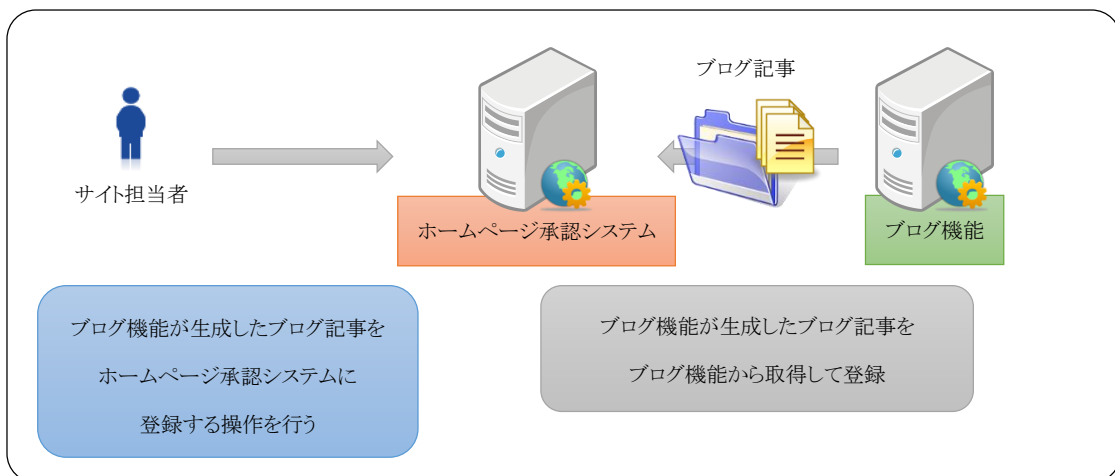 ブログ記事
サイト担当者
ホームページ承認システム
ブログ機能
ブログ機能が生成したブログ記事を
ホームページ承認システムに
登録する操作を行う
ブログ機能が生成したブログ記事を
ブログ機能から取得して登録